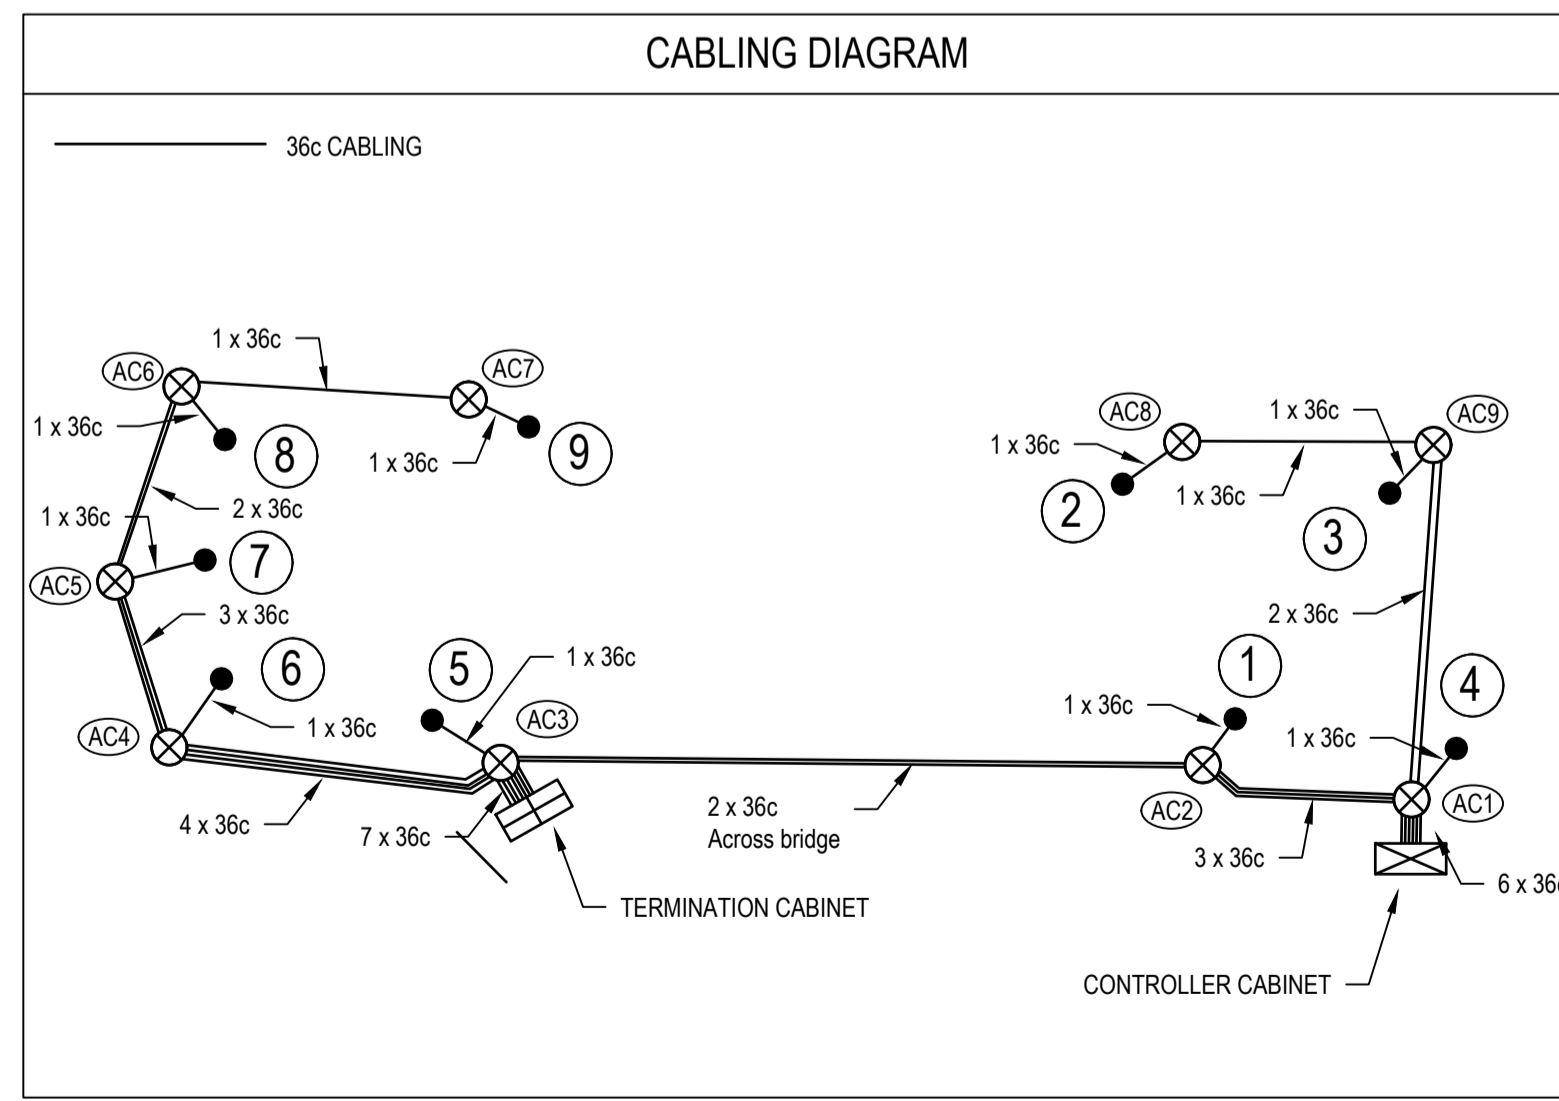 CABLING DIAGRAM
36c CABLING
1 x 36c
AC6
AC7
1 x 36c
8
9
1 x 36c
2 x 36c
1 x 36c
7
AC5
3 x 36c
6
5
1 x 36c
AC3
1 x 36c
AC4
4 x 36c
7 x 36c
TERMINATION CABINET
2 x 36c
Across bridge
AC8
1 x 36c
AC9
1 x 36c
1 x 36c
2
3
2 x 36c
1
4
1 x 36c
1 x 36c
AC2
AC1
3 x 36c
6 x 36c
CONTROLLER CABINET